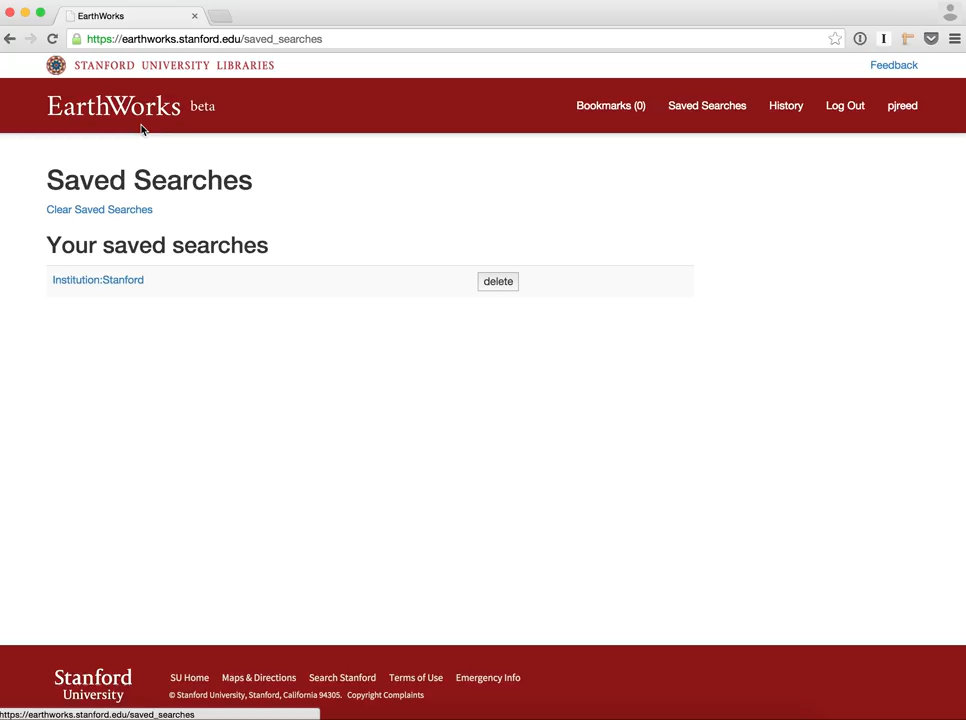 EarthWorks
https://earthworks.stanford.edu/saved_searches
STANFORD UNIVERSITY LIBRARIES
Feedback
EarthWorks beta
Bookmarks (0) Saved Searches History Log Out pjreed
Saved Searches
Clear Saved Searches
Your saved searches
Institution:Stanford delete
Stanford University
SU Home Maps & Directions Search Stanford Terms of Use Emergency Info
© Stanford University, Stanford, California 94305. Copyright Complaints
https://earthworks.stanford.edu/saved_searches